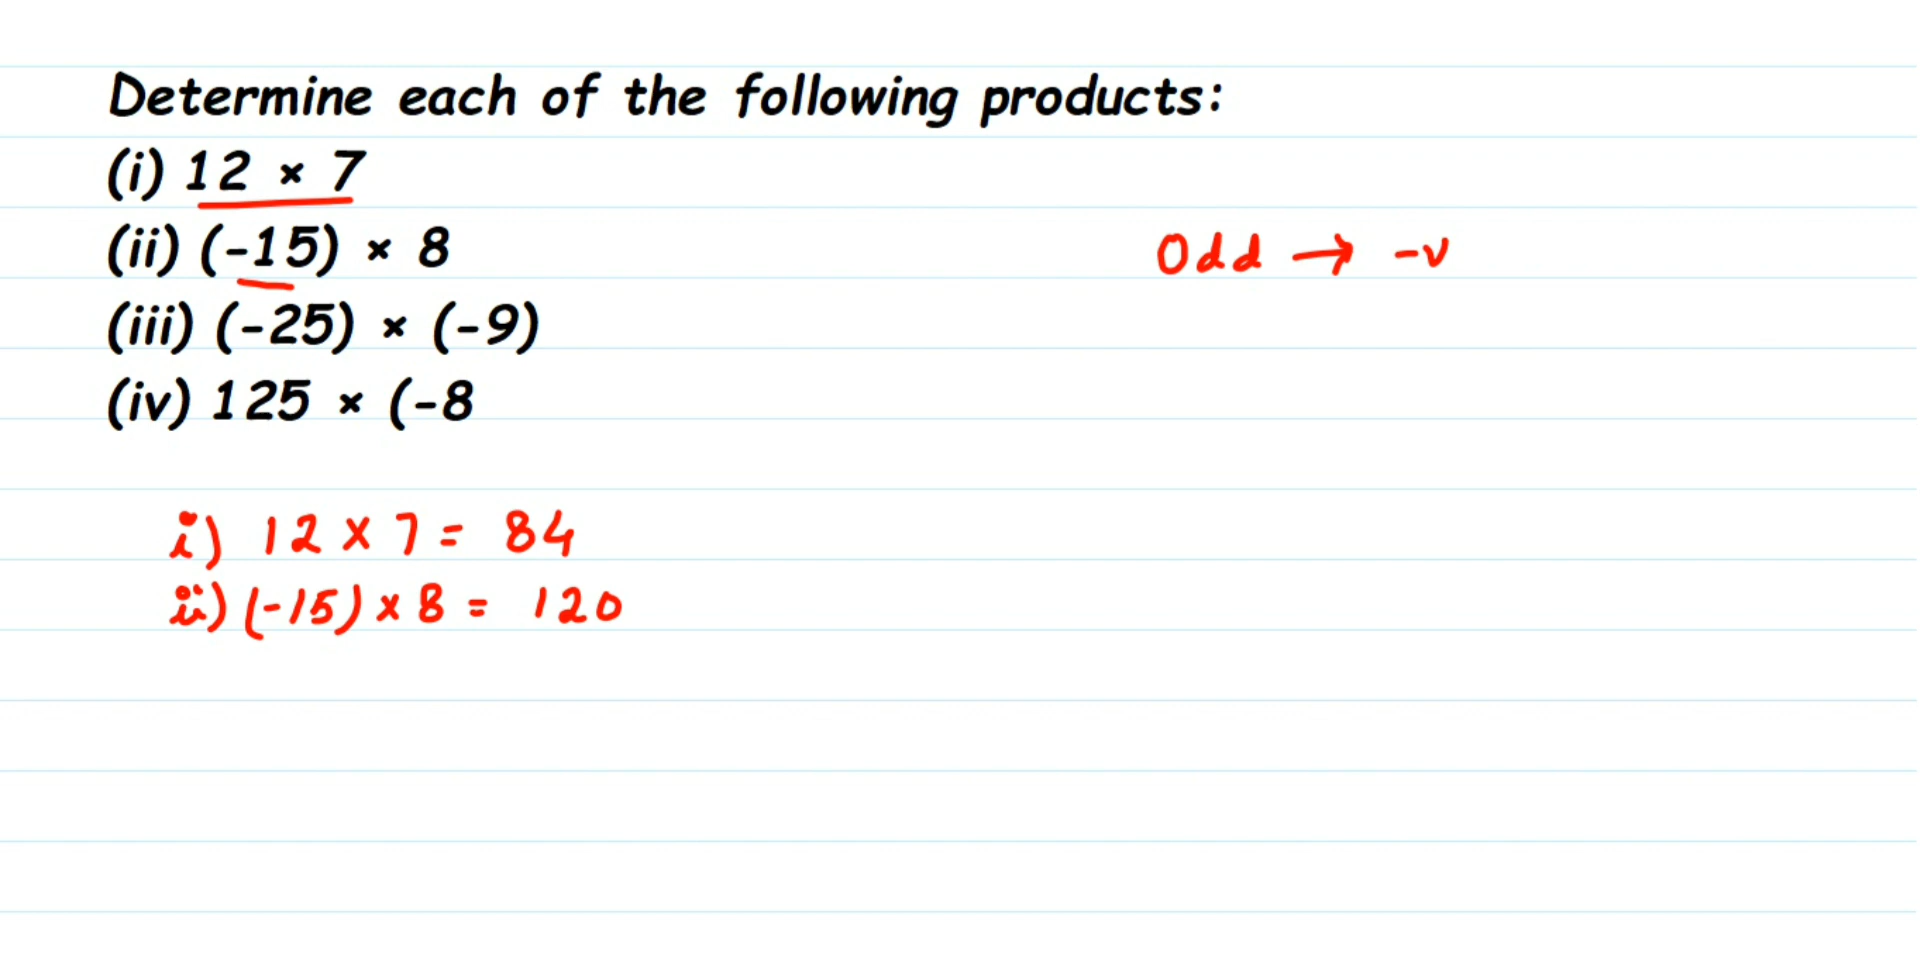 Determine each of the following products:
(i) 12 × 7
(ii) (-15) × 8
Odd → -v
(iii) (-25) × (-9)
(iv) 125 × (-8
i) 12 × 7 = 84
ii) (-15) × 8 = 120